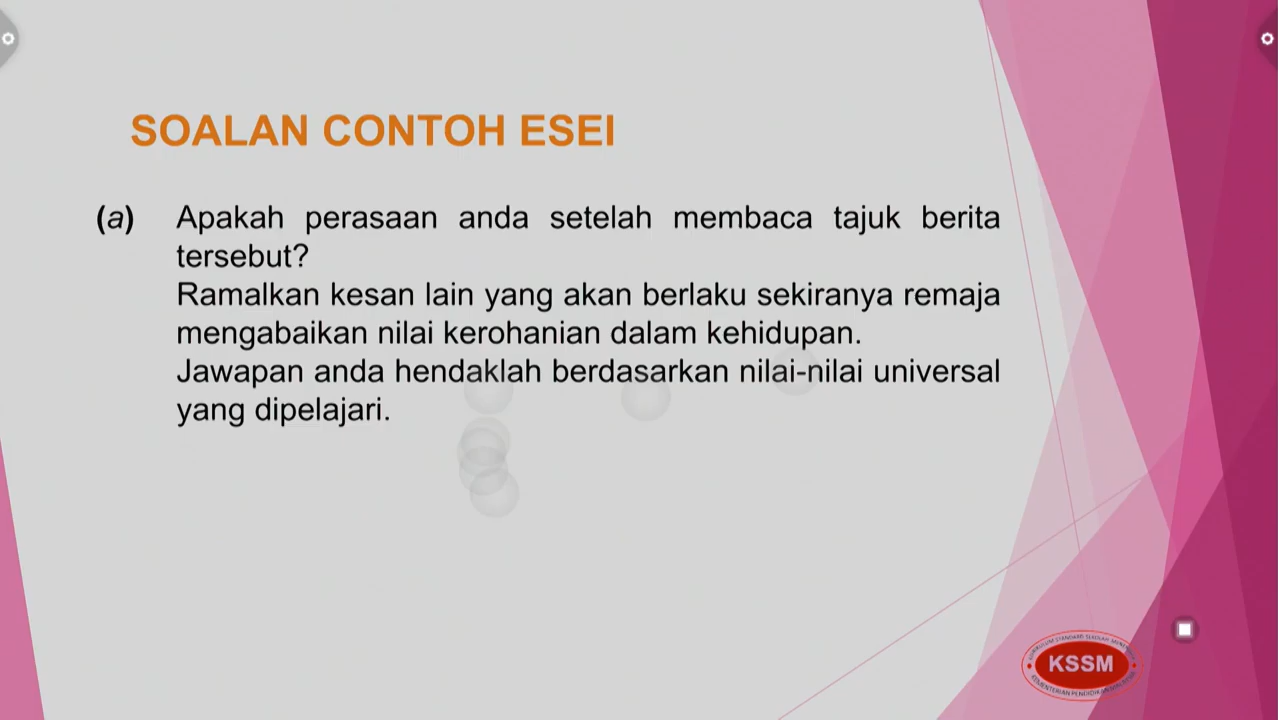 SOALAN CONTOH ESEI
(a) Apakah perasaan anda setelah membaca tajuk berita
tersebut?
Ramalkan kesan lain yang akan berlaku sekiranya remaja
mengabaikan nilai kerohanian dalam kehidupan.
Jawapan anda hendaklah berdasarkan nilai-nilai universal
yang dipelajari.
KSSM